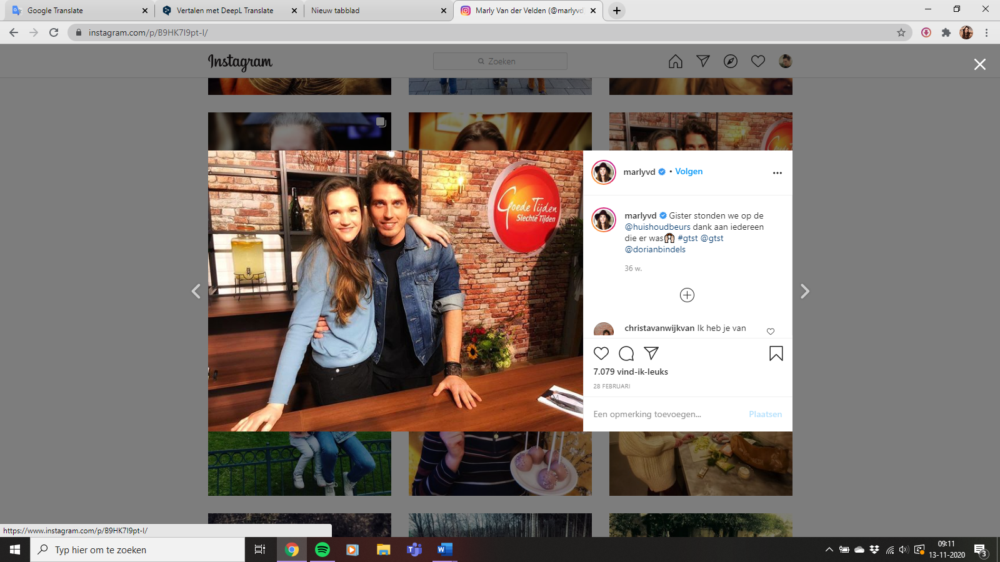 Google Translate
Vertalen met DeepL Translate
Nieuw tabblad
Marly Van der Velden (@marlyvd
instagram.com/p/B9HK7I9pt-I/
Instagram
Zoeken
Goede Tijden
Slechte Tijden
marlyvd • Volgen
marlyvd Gister stonden we op de
@huishoudbeurs dank aan iedereen
die er was #gtst @gtst
@dorianbindels
36 w.
christavanwijkvan Ik heb je van
7.079 vind-ik-leuks
28 FEBRUARI
Een opmerking toevoegen...
Plaatsen
https://www.instagram.com/p/B9HK7I9pt-I/
Typ hier om te zoeken
09:11
13-11-2020
3